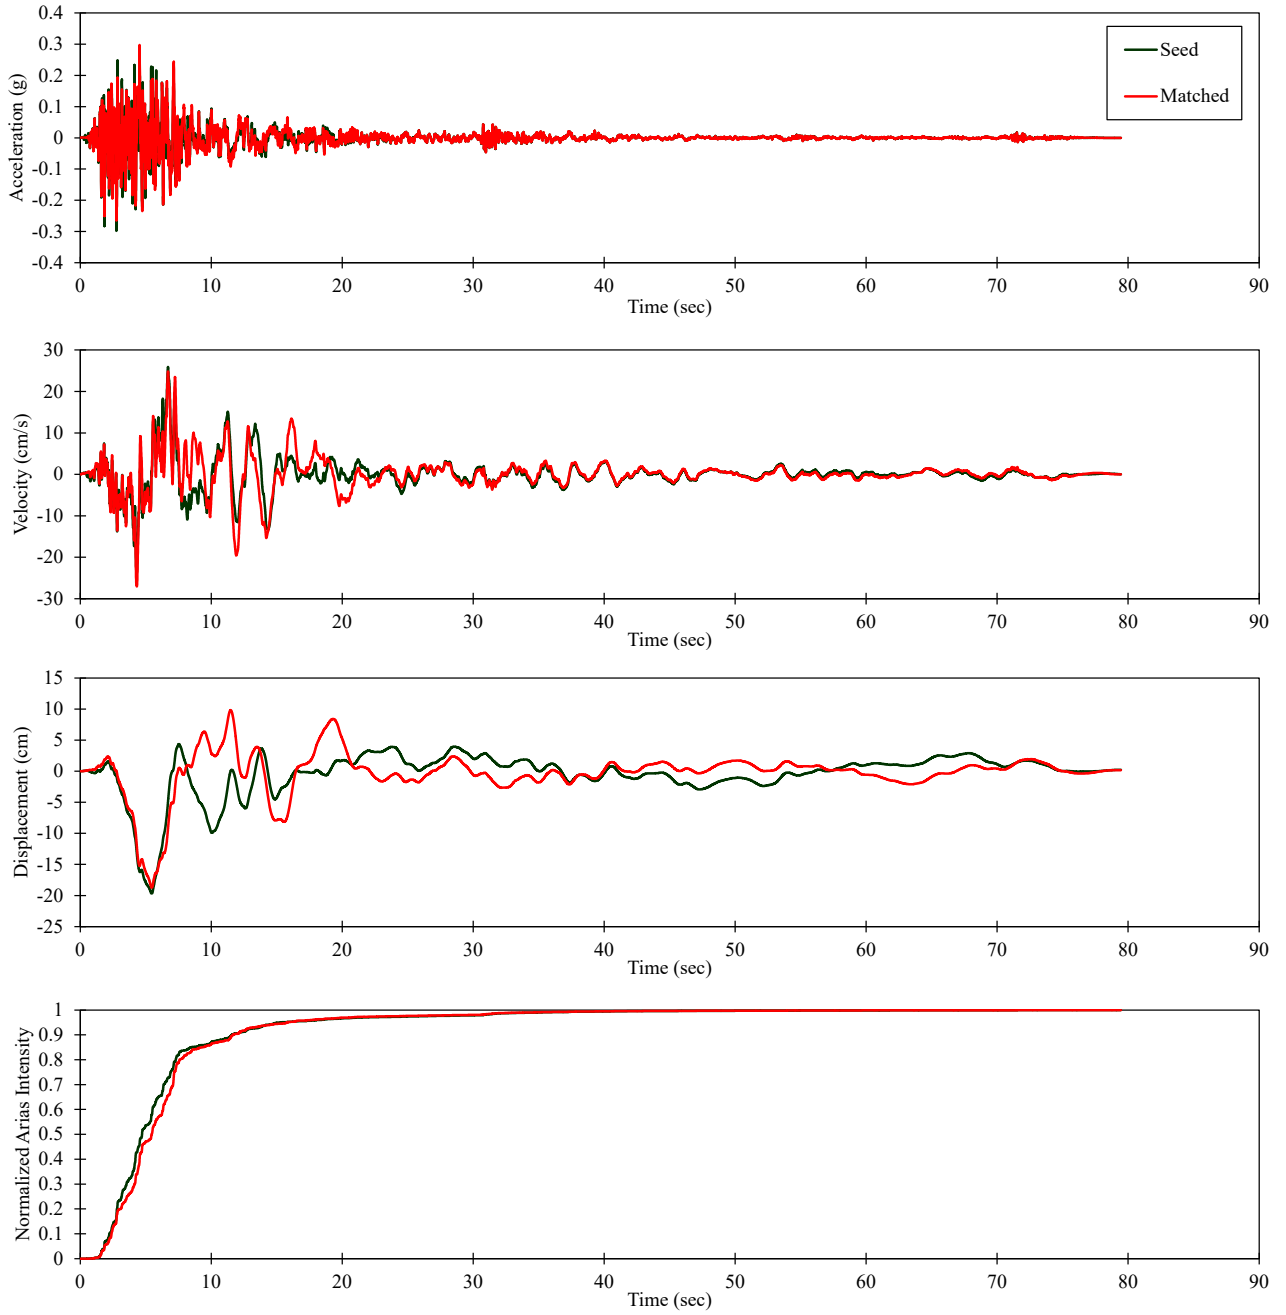 0.4
0.3
0.2
0.1
0
-0.1
-0.2
-0.3
-0.4
Acceleration (g)
Seed
Matched
0 10 20 30 40 50 60 70 80 90
Time (sec)
30
20
10
0
-10
-20
-30
Velocity (cm/s)
0 10 20 30 40 50 60 70 80 90
Time (sec)
15
10
5
0
-5
-10
-15
-20
-25
Displacement (cm)
0 10 20 30 40 50 60 70 80 90
Time (sec)
1
0.9
0.8
0.7
0.6
0.5
0.4
0.3
0.2
0.1
0
Normalized Arias Intensity
0 10 20 30 40 50 60 70 80 90
Time (sec)